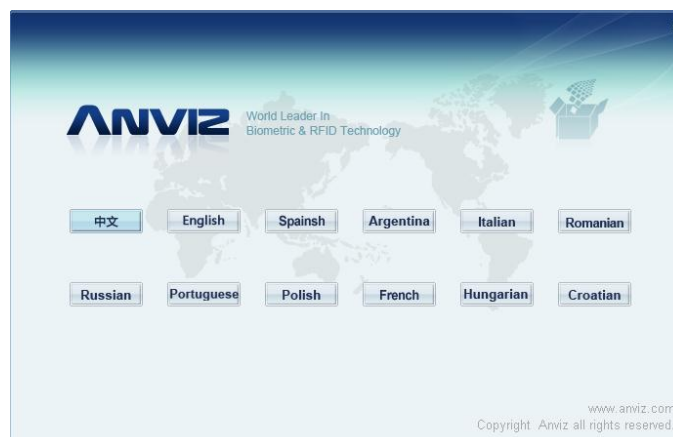 ANVIZ
World Leader In
Biometric & RFID Technology
中文 English Spainsh Argentina Italian Romanian
Russian Portuguese Polish French Hungarian Croatian
www.anviz.com
Copyright Anviz all rights reserved.